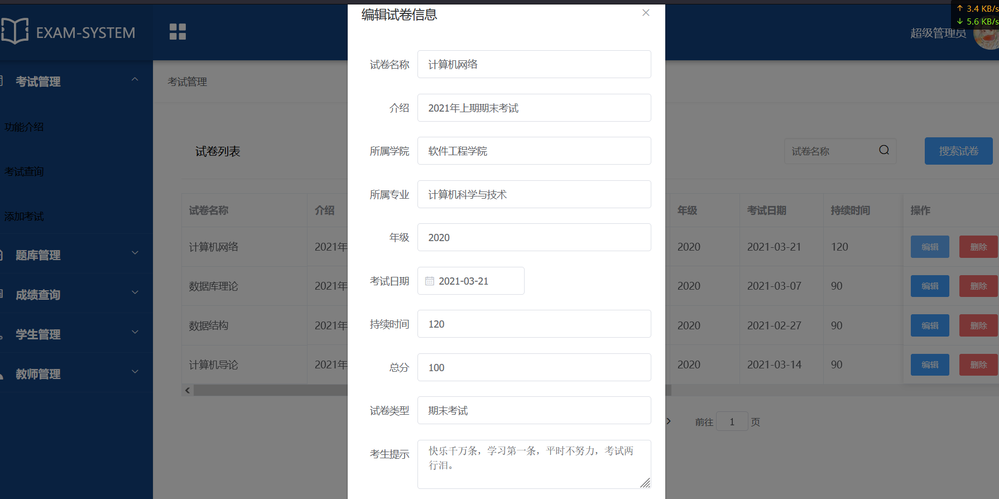 编辑试卷信息
↑ 3.4 KB/s
↓ 5.6 KB/s
EXAM-SYSTEM
超级管理员
考试管理
功能介绍
考试查询
添加考试
题库管理
成绩查询
学生管理
教师管理
考试管理
试卷列表
试卷名称
搜索试卷
试卷名称 介绍 年级 考试日期 持续时间 操作
计算机网络 2021年 2020 2021-03-21 120 编辑 删除
数据库理论 2021年 2020 2021-03-07 90 编辑 删除
数据结构 2021年 2020 2021-02-27 90 编辑 删除
计算机导论 2021年 2020 2021-03-14 90 编辑 删除
前往 1 页
试卷名称 计算机网络
介绍 2021年上期期末考试
所属学院 软件工程学院
所属专业 计算机科学与技术
年级 2020
考试日期 2021-03-21
持续时间 120
总分 100
试卷类型 期末考试
考生提示 快乐千万条，学习第一条，平时不努力，考试两
行泪。